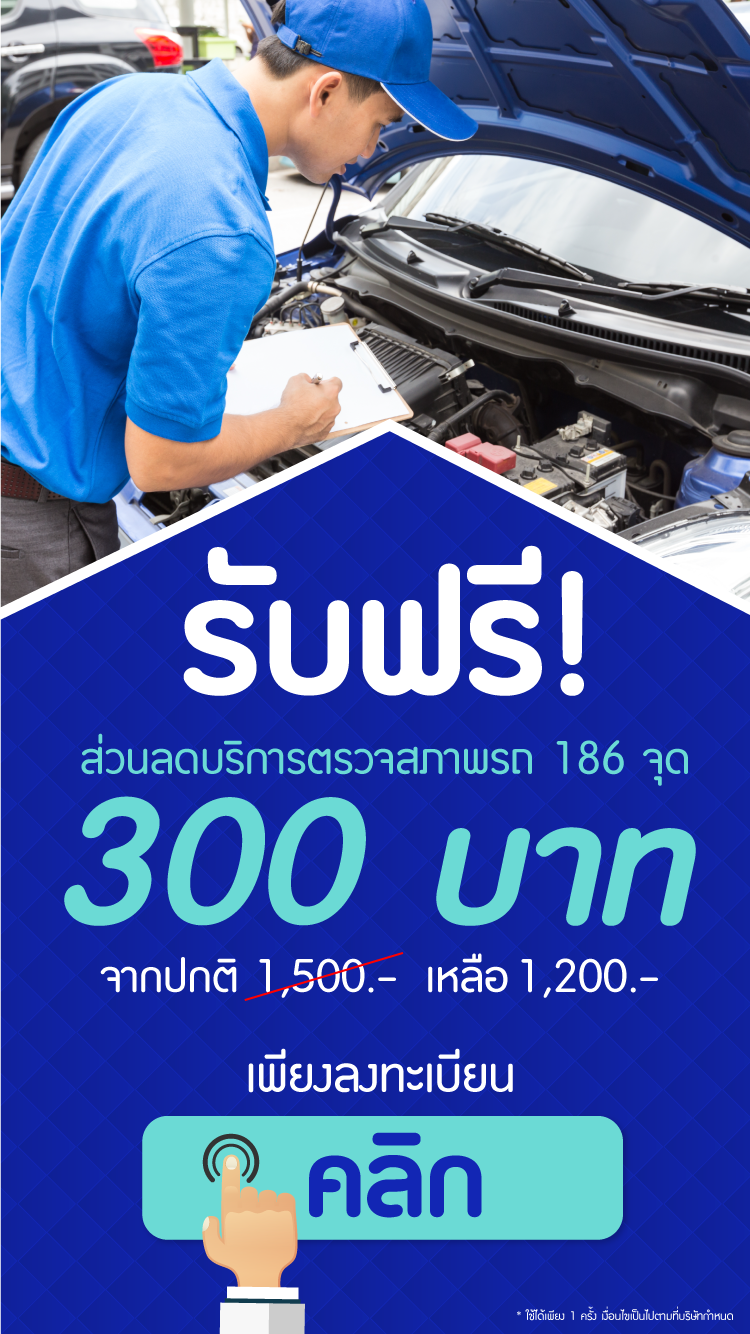 รับฟรี!
ส่วนลดบริการตรวจสภาพรถ 186 จุด
300 บาท
จากปกติ 1,500.- เหลือ 1,200.-
เพียงลงทะเบียน
คลิก
* ใช้ได้เพียง 1 ครั้ง เงื่อนไขเป็นไปตามที่บริษัทกำหนด